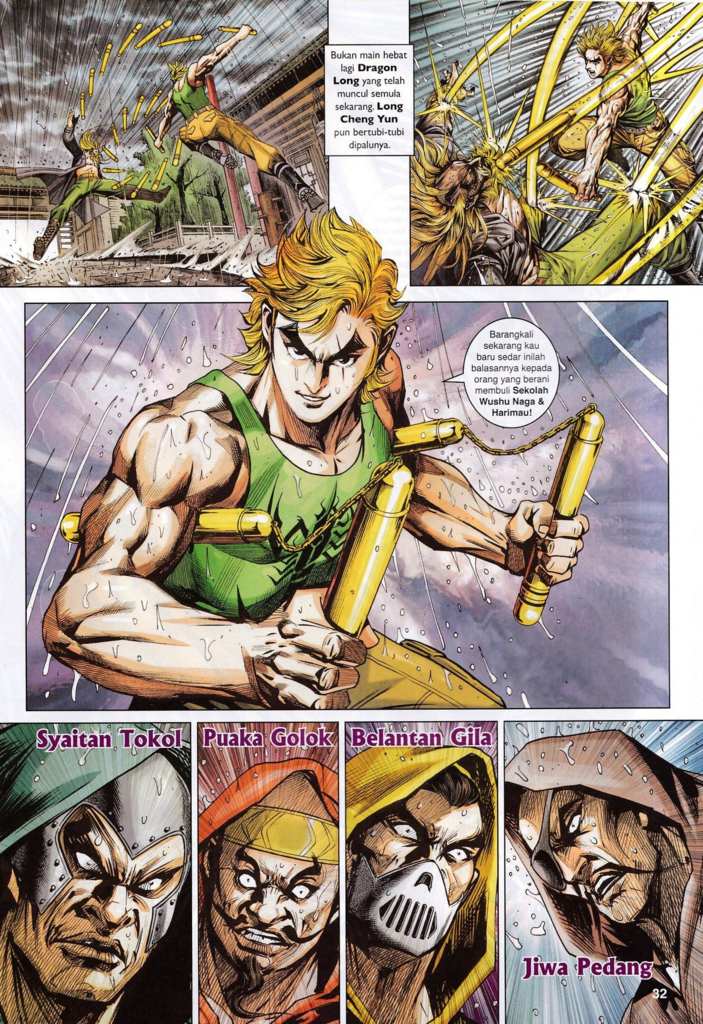 Bukan main hebat
lagi Dragon
Long yang telah
muncul semula
sekarang. Long
Cheng Yun
pun bertubi-tubi
dipalunya.
Barangkali
sekarang kau
baru sedar inilah
balasannya kepada
orang yang berani
membuli Sekolah
Wushu Naga &
Harimau!
Syaitan Tokol
Puaka Golok
Belantan Gila
Jiwa Pedang
32